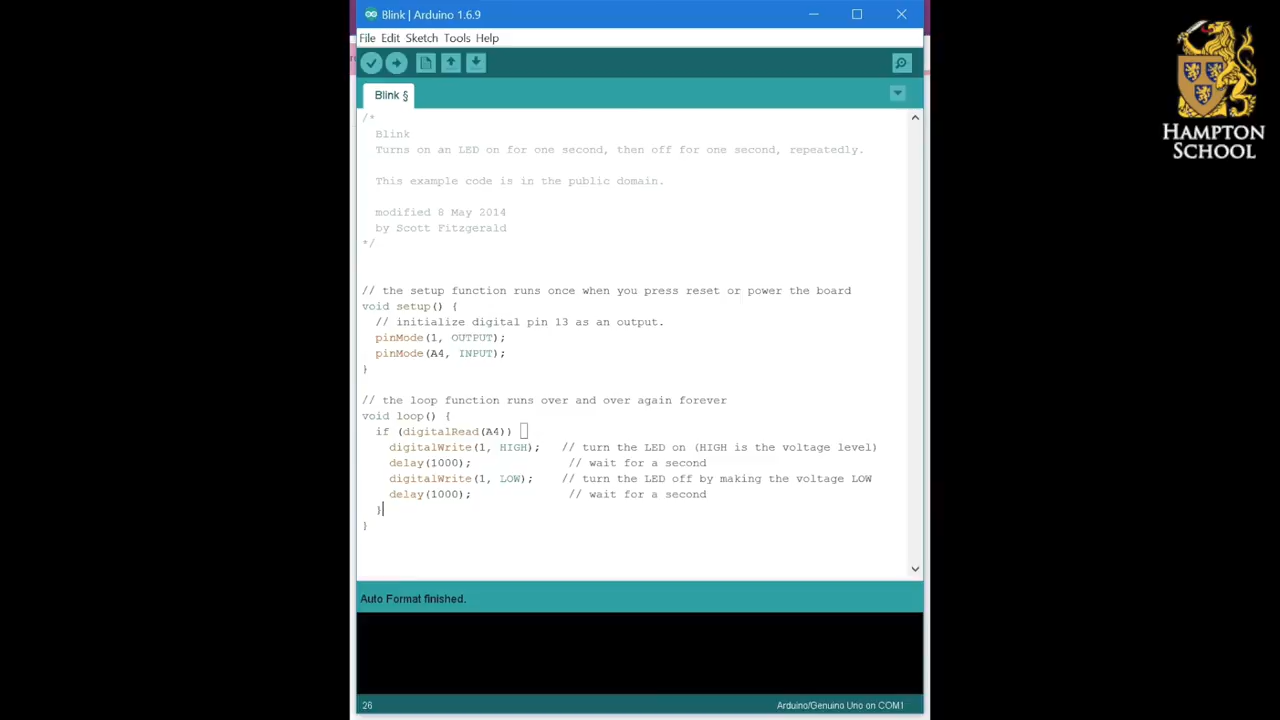 Blink | Arduino 1.6.9
File Edit Sketch Tools Help
Blink §
/*
Blink
Turns on an LED on for one second, then off for one second, repeatedly.
This example code is in the public domain.
modified 8 May 2014
by Scott Fitzgerald
*/
// the setup function runs once when you press reset or power the board
void setup() {
// initialize digital pin 13 as an output.
pinMode(1, OUTPUT);
pinMode(A4, INPUT);
}
// the loop function runs over and over again forever
void loop() {
if (digitalRead(A4))
digitalWrite(1, HIGH); // turn the LED on (HIGH is the voltage level)
delay(1000); // wait for a second
digitalWrite(1, LOW); // turn the LED off by making the voltage LOW
delay(1000); // wait for a second
}
}
Auto Format finished.
26
Arduino/Genuino Uno on COM1
HAMPTON
SCHOOL